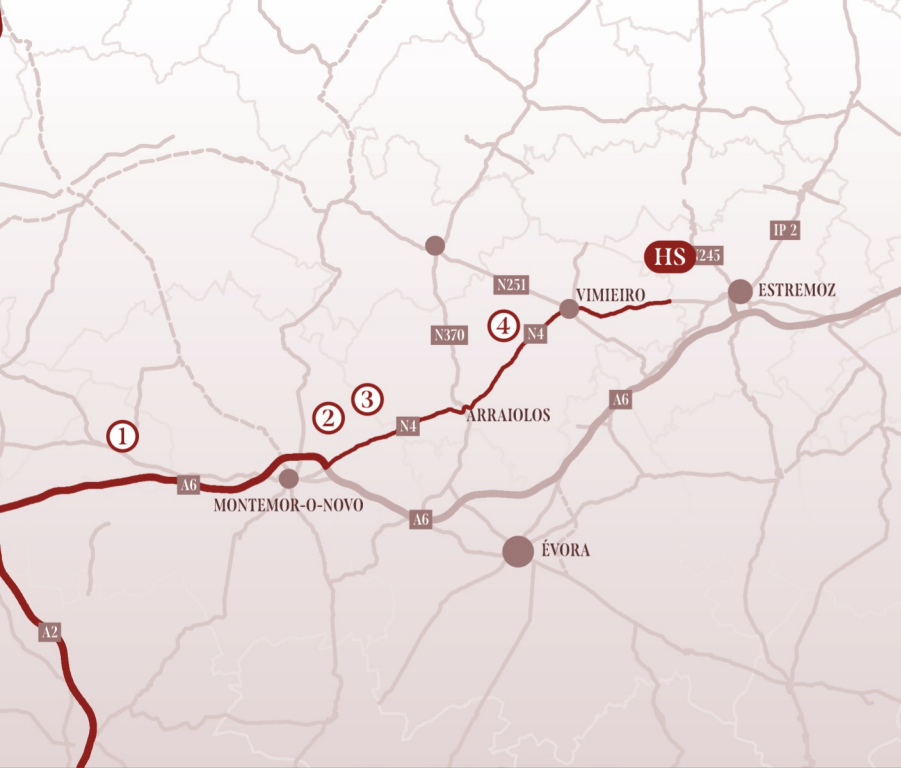 IP 2
HS
N245
N251
ESTREMOZ
VIMIEIRO
4
N4
N370
3
A6
2
ARRAIOLOS
N4
1
A6
MONTEMOR-O-NOVO
A6
ÉVORA
A2